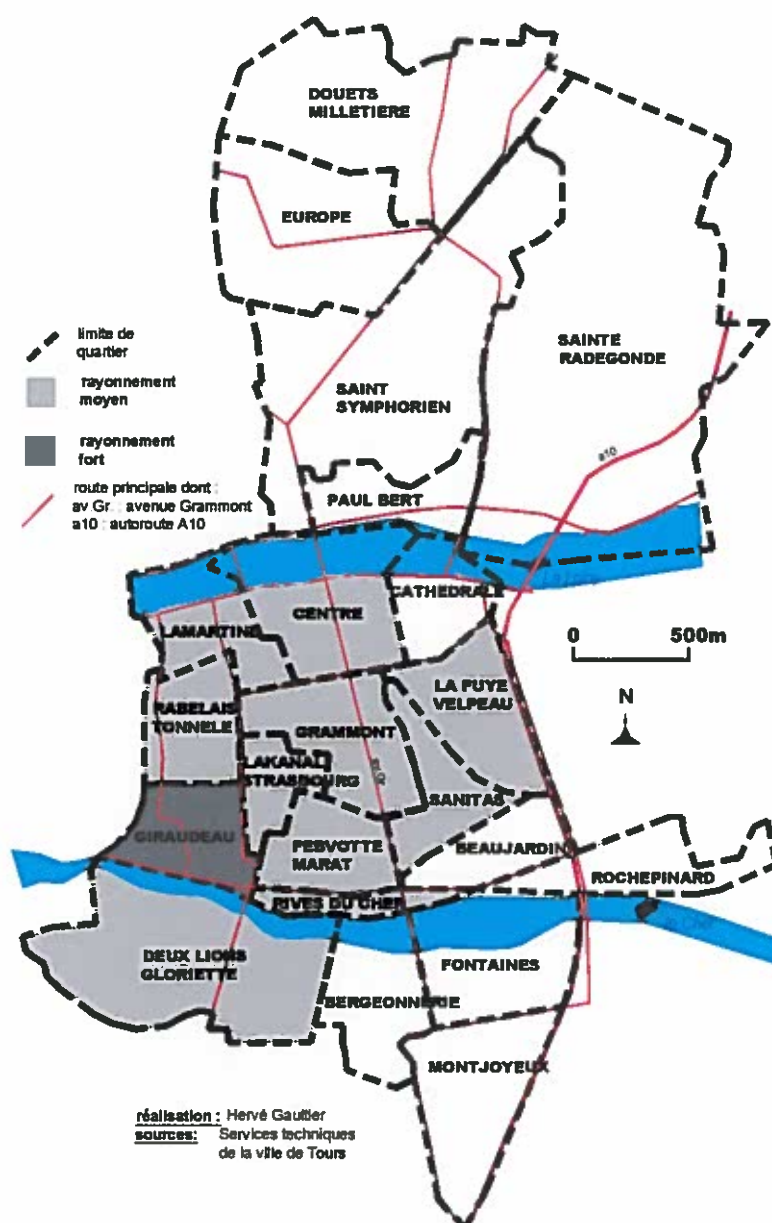 DOUETS
MILLETIERE
EUROPE
limite de
quartier
rayonnement
moyen
rayonnement
fort
route principale dont :
av Gr. : avenue Grammont
a10 : autoroute A10
SAINTE
RADEGONDE
SAINT
SYMPHORIEN
a10
PAUL BERT
CATHEDRALE
CENTRE
LAMARTINE
0 500m
N
LA FUYE
VELPEAU
RABELAIS
TONNELE
GRAMMONT
LAKANAL
STRASBOURG
SANITAS
GIRAUDEAU
FEBVOTTE
MARAT
BEAUJARDIN
ROCHEPINARD
RIVES DU CHER
DEUX LIONS
GLORIETTE
FONTAINES
BERGEONNERIE
MONTJOYEUX
réalisation : Hervé Gauttier
sources: Services techniques
de la ville de Tours